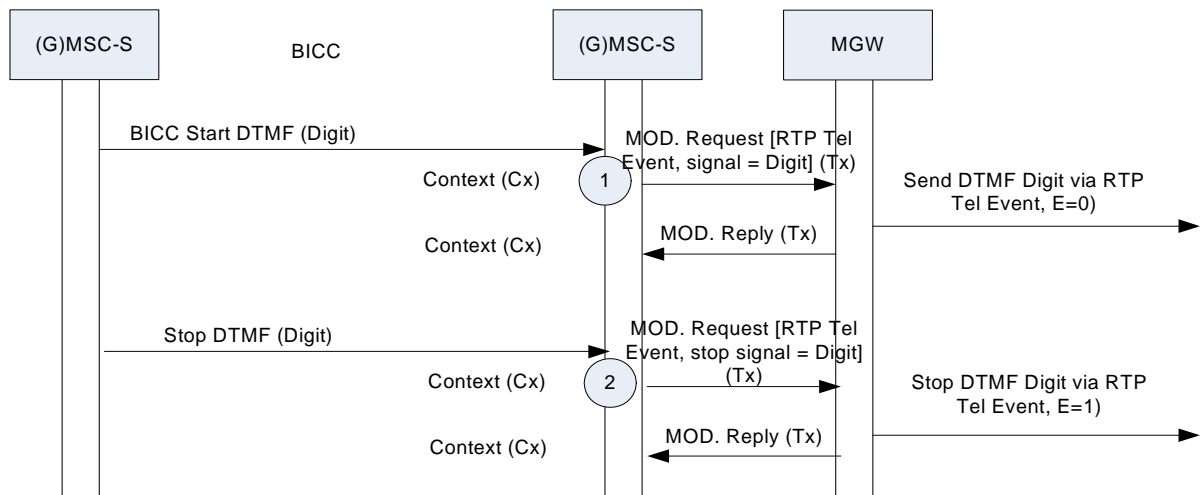 (G)MSC-S
BICC
(G)MSC-S
MGW
BICC Start DTMF (Digit)
MOD. Request [RTP Tel
Event, signal = Digit] (Tx)
Context (Cx)
1
Send DTMF Digit via RTP
Tel Event, E=0)
MOD. Reply (Tx)
Context (Cx)
Stop DTMF (Digit)
MOD. Request [RTP Tel
Event, stop signal = Digit]
(Tx)
Context (Cx)
2
Stop DTMF Digit via RTP
Tel Event, E=1)
MOD. Reply (Tx)
Context (Cx)